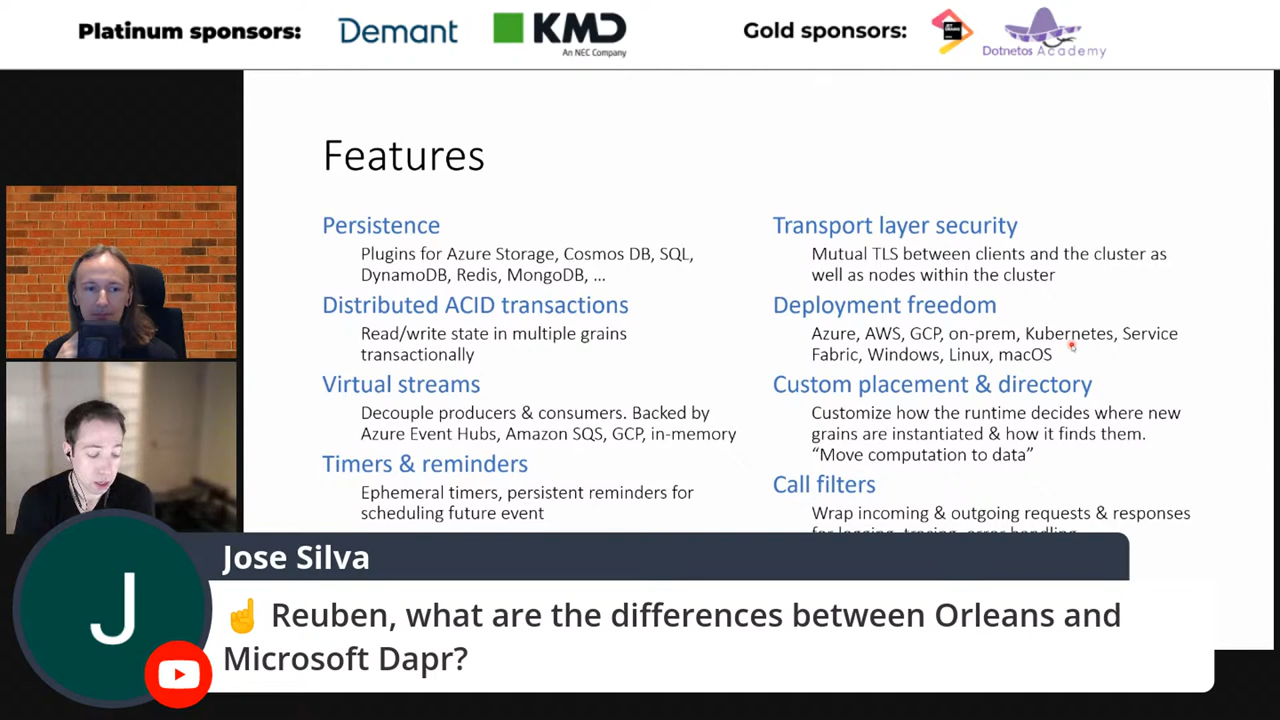 Platinum sponsors:
Demant
KMD
An NEC Company
Gold sponsors:
Dotnetos Academy
Features
Persistence
Plugins for Azure Storage, Cosmos DB, SQL,
DynamoDB, Redis, MongoDB, ...
Distributed ACID transactions
Read/write state in multiple grains
transactionally
Virtual streams
Decouple producers & consumers. Backed by
Azure Event Hubs, Amazon SQS, GCP, in-memory
Timers & reminders
Ephemeral timers, persistent reminders for
scheduling future event
Transport layer security
Mutual TLS between clients and the cluster as
well as nodes within the cluster
Deployment freedom
Azure, AWS, GCP, on-prem, Kubernetes, Service
Fabric, Windows, Linux, macOS
Custom placement & directory
Customize how the runtime decides where new
grains are instantiated & how it finds them.
“Move computation to data”
Call filters
Wrap incoming & outgoing requests & responses
for logging, tracing, error handling
J
Jose Silva
☝ Reuben, what are the differences between Orleans and
Microsoft Dapr?